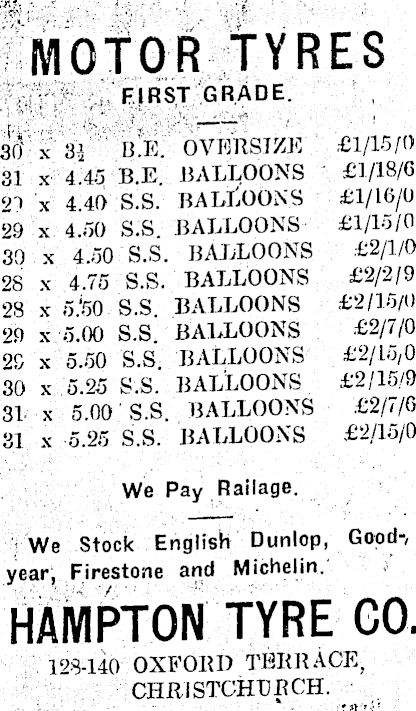 MOTOR TYRES
FIRST GRADE.
30 x 3½ B.E. OVERSIZE £1/15/0
31 x 4.45 B.E. BALLOONS £1/18/6
29 x 4.40 S.S. BALLOONS £1/16/0
29 x 4.50 S.S. BALLOONS £1/15/0
30 x 4.50 S.S. BALLOONS £2/1/0
28 x 4.75 S.S. BALLOONS £2/2/9
28 x 5.50 S.S. BALLOONS £2/15/0
29 x 5.00 S.S. BALLOONS £2/7/0
29 x 5.50 S.S. BALLOONS £2/15/0
30 x 5.25 S.S. BALLOONS £2/15/9
31 x 5.00 S.S. BALLOONS £2/7/6
31 x 5.25 S.S. BALLOONS £2/15/0
We Pay Railage.
We Stock English Dunlop, Good-
year, Firestone and Michelin.
HAMPTON TYRE CO.
128-140 OXFORD TERRACE,
CHRISTCHURCH.